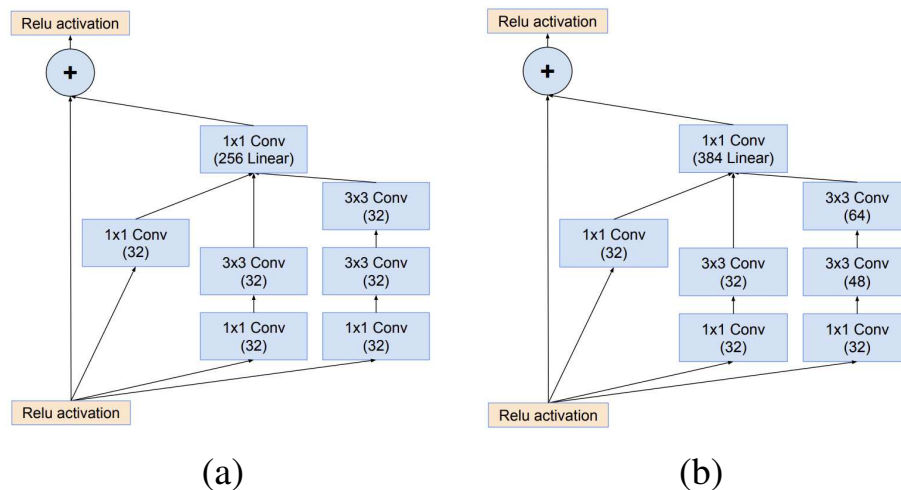 Relu activation
+
1x1 Conv
(256 Linear)
3x3 Conv
(32)
1x1 Conv
(32)
3x3 Conv
(32)
3x3 Conv
(32)
1x1 Conv
(32)
1x1 Conv
(32)
Relu activation
(a)
Relu activation
+
1x1 Conv
(384 Linear)
3x3 Conv
(64)
1x1 Conv
(32)
3x3 Conv
(32)
3x3 Conv
(48)
1x1 Conv
(32)
1x1 Conv
(32)
Relu activation
(b)